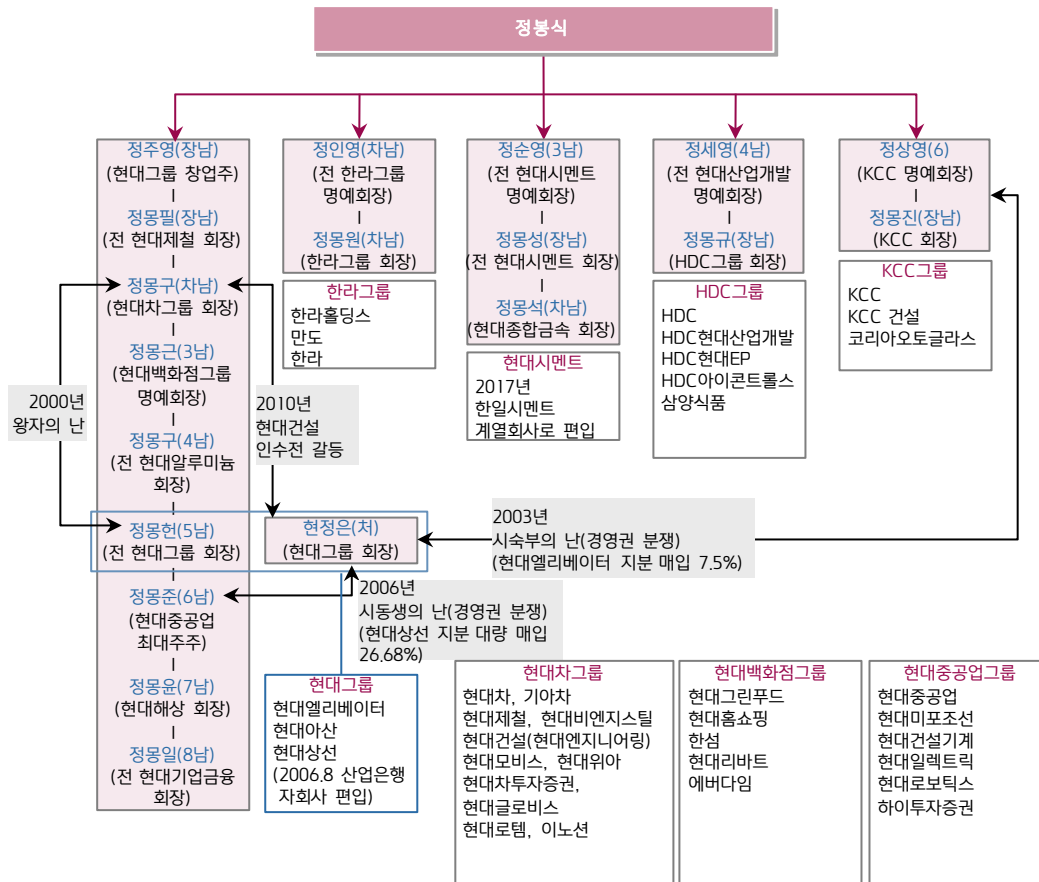 정봉식
정주영(장남)
(현대그룹 창업주)
정몽필(장남)
(전 현대제철 회장)
정몽구(차남)
(현대차그룹 회장)
정몽근(3남)
(현대백화점그룹
명예회장)
정몽구(4남)
(전 현대알루미늄
회장)
정몽헌(5남)
(전 현대그룹 회장)
정몽준(6남)
(현대중공업
최대주주)
정몽윤(7남)
(현대해상 회장)
정몽일(8남)
(전 현대기업금융
회장)
정인영(차남)
(전 한라그룹
명예회장)
정몽원(차남)
(한라그룹 회장)
한라그룹
한라홀딩스
만도
한라
정순영(3남)
(전 현대시멘트
명예회장)
정몽성(장남)
(전 현대시멘트 회장)
정몽석(차남)
(현대종합금속 회장)
현대시멘트
2017년
한일시멘트
계열회사로 편입
정세영(4남)
(전 현대산업개발
명예회장)
정몽규(장남)
(HDC그룹 회장)
HDC그룹
HDC
HDC현대산업개발
HDC현대EP
HDC아이콘트롤스
삼양식품
정상영(6)
(KCC 명예회장)
정몽진(장남)
(KCC 회장)
KCC그룹
KCC
KCC 건설
코리아오토글라스
2000년
왕자의 난
2010년
현대건설
인수전 갈등
현정은(처)
(현대그룹 회장)
2003년
시숙부의 난(경영권 분쟁)
(현대엘리베이터 지분 매입 7.5%)
2006년
시동생의 난(경영권 분쟁)
(현대상선 지분 대량 매입
26.68%)
현대그룹
현대엘리베이터
현대아산
현대상선
(2006.8 산업은행
자회사 편입)
현대차그룹
현대차, 기아차
현대제철, 현대비엔지스틸
현대건설(현대엔지니어링)
현대모비스, 현대위아
현대차투자증권,
현대글로비스
현대로템, 이노션
현대백화점그룹
현대그린푸드
현대홈쇼핑
한섬
현대리바트
에버다임
현대중공업그룹
현대중공업
현대미포조선
현대건설기계
현대일렉트릭
현대로보틱스
하이투자증권